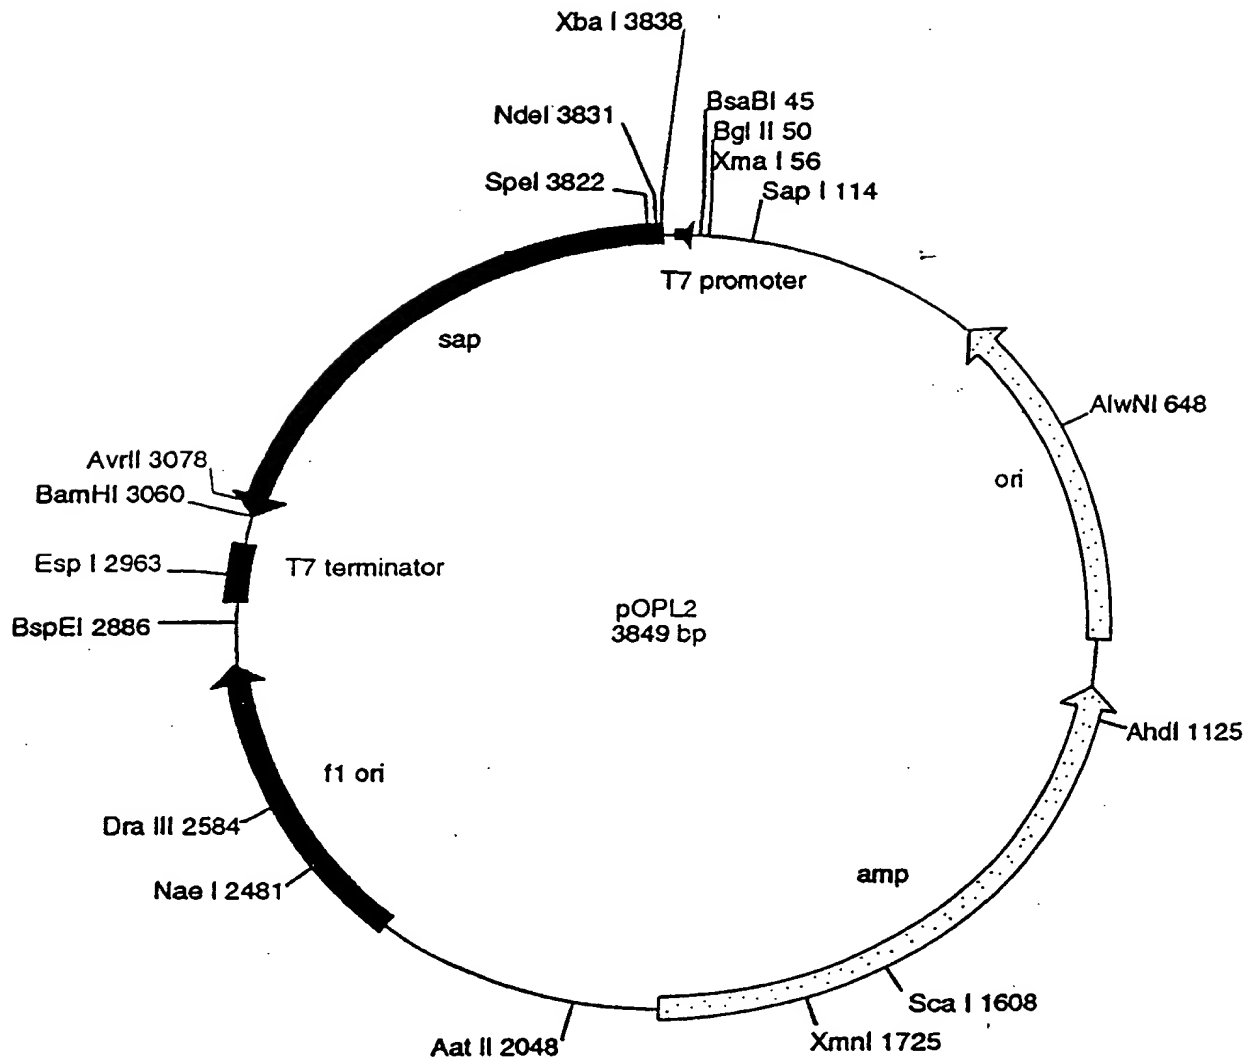 Xba I 3838
NdeI 3831
SpeI 3822
BsaBI 45
Bgl II 50
Xma I 56
Sap I 114
T7 promoter
sap
AlwNI 648
ori
AvrII 3078
BamHI 3060
Esp I 2963
T7 terminator
BspEI 2886
pOPL2
3849 bp
AhdI 1125
f1 ori
Dra III 2584
Nae I 2481
amp
Sca I 1608
XmnI 1725
Aat II 2048